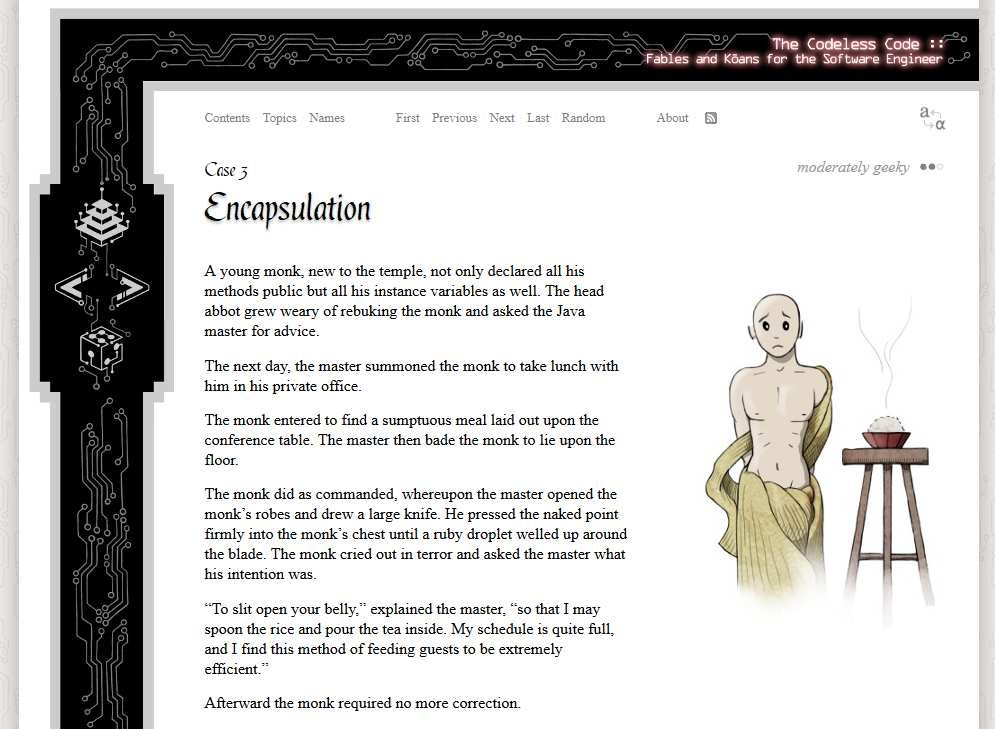 The Codeless Code ::
Fables and Kōans for the Software Engineer
Contents Topics Names First Previous Next Last Random About
a
α
Case 3
moderately geeky
Encapsulation
A young monk, new to the temple, not only declared all his
methods public but all his instance variables as well. The head
abbot grew weary of rebuking the monk and asked the Java
master for advice.
The next day, the master summoned the monk to take lunch with
him in his private office.
The monk entered to find a sumptuous meal laid out upon the
conference table. The master then bade the monk to lie upon the
floor.
The monk did as commanded, whereupon the master opened the
monk’s robes and drew a large knife. He pressed the naked point
firmly into the monk’s chest until a ruby droplet welled up around
the blade. The monk cried out in terror and asked the master what
his intention was.
“To slit open your belly,” explained the master, “so that I may
spoon the rice and pour the tea inside. My schedule is quite full,
and I find this method of feeding guests to be extremely
efficient.”
Afterward the monk required no more correction.